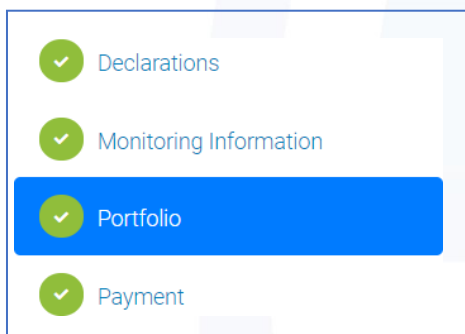 Declarations
Monitoring Information
Portfolio
Payment